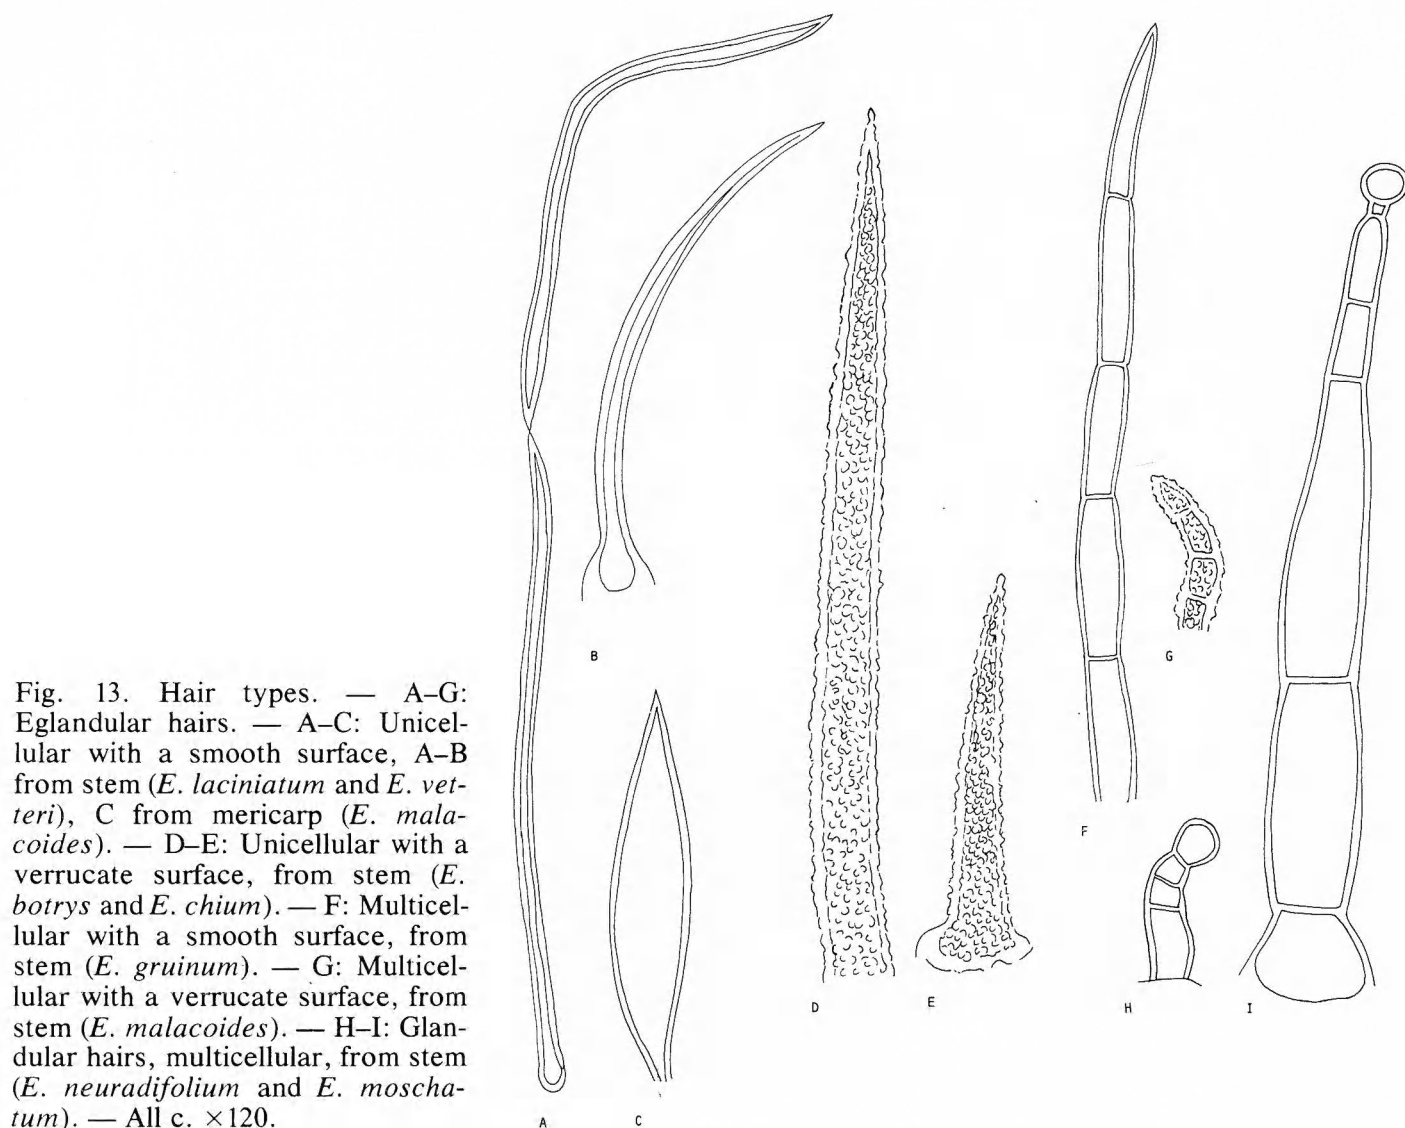 Fig. 13. Hair types. — A–G:
Eglandular hairs. — A–C: Unicel-
lular with a smooth surface, A–B
from stem (E. laciniatum and E. vet-
teri), C from mericarp (E. mala-
coides). — D–E: Unicellular with a
verrucate surface, from stem (E.
botrys and E. chium). — F: Multicel-
lular with a smooth surface, from
stem (E. gruinum). — G: Multicel-
lular with a verrucate surface, from
stem (E. malacoides). — H–I: Glan-
dular hairs, multicellular, from stem
(E. neuradifolium and E. moscha-
tum). — All c. ×120.
B
G
F
D
E
H
I
A
C